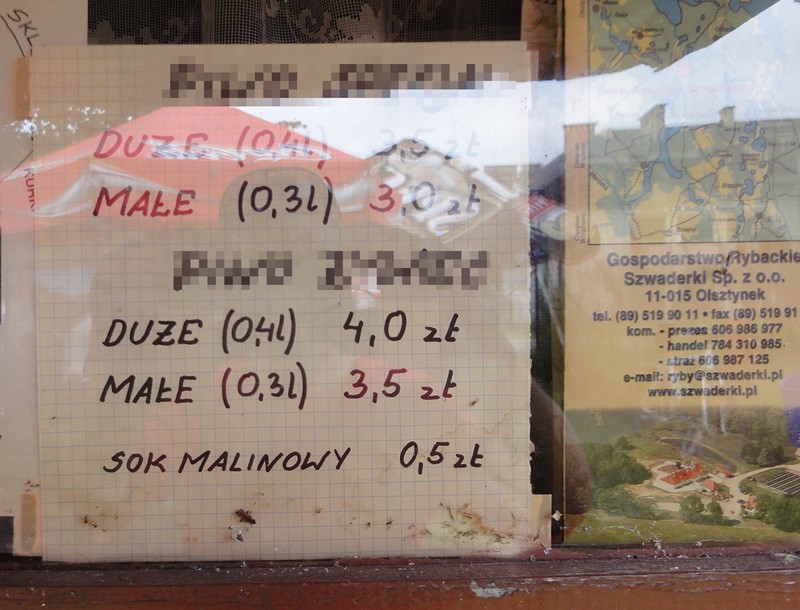 DUŻE (0,4l) 3,5 zł
MAŁE (0,3l) 3,0 zł
DUŻE (0,4l) 4,0 zł
MAŁE (0,3l) 3,5 zł
SOK MALINOWY 0,5 zł
Gospodarstwo Rybackie
Szwaderki Sp. z o.o.
11-015 Olsztynek
tel. (89) 519 90 11 • fax (89) 519 91
kom. - prezes 606 986 977
- handel 784 310 985
- straż 606 987 125
e-mail: ryby@szwaderki.pl
www.szwaderki.pl